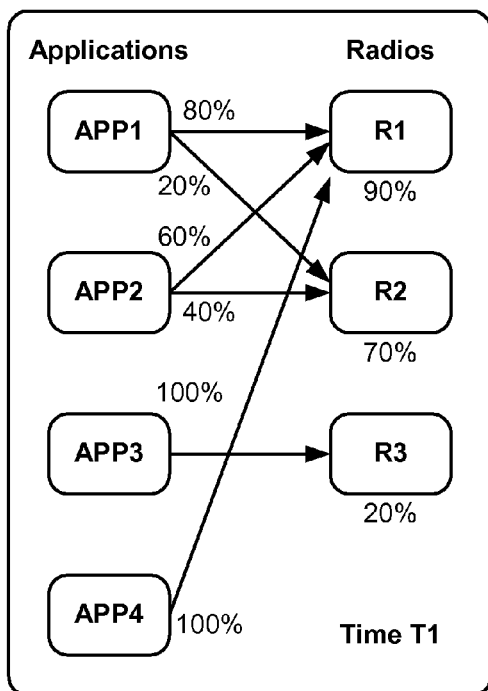 Applications Radios
80%
APP1 R1
20% 90%
60%
APP2 R2
40% 70%
100%
APP3 R3
20%
APP4 100%
Time T1